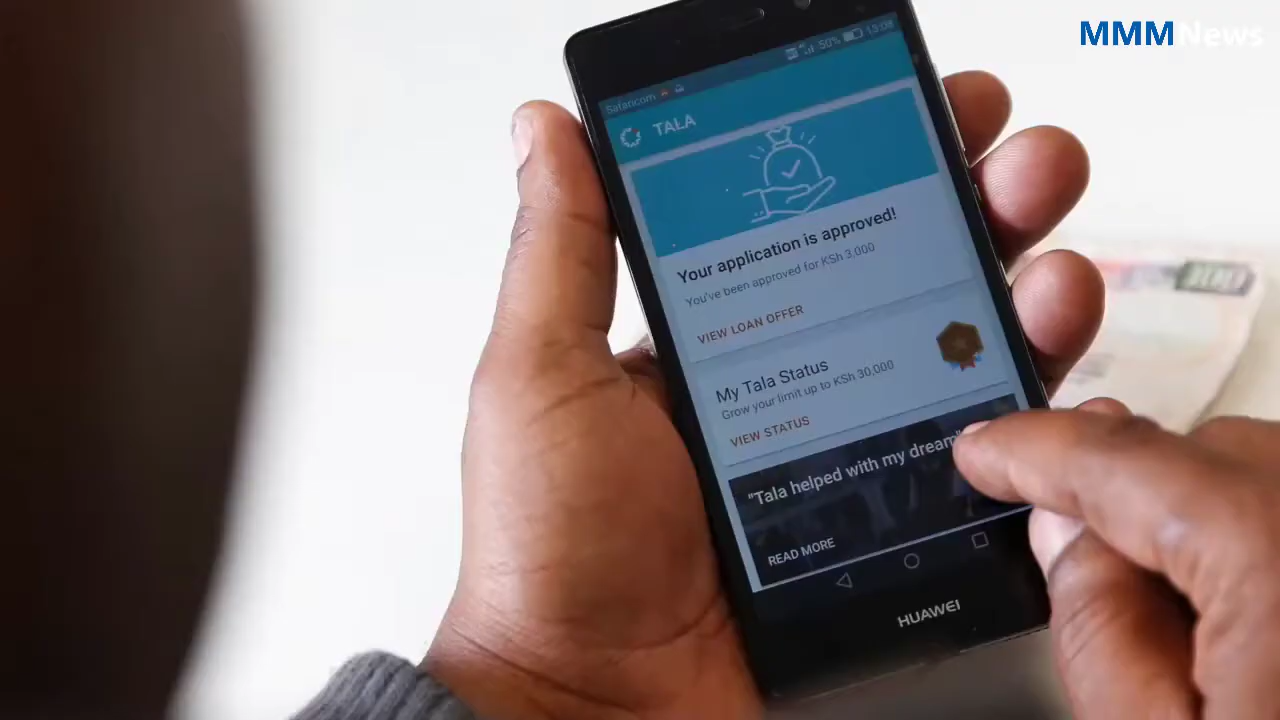 MMMNews
Safaricom 50% 15:08
TALA
Your application is approved!
You've been approved for KSh 3,000
VIEW LOAN OFFER
My Tala Status
Grow your limit up to KSh 30,000
VIEW STATUS
"Tala helped with my dream"
READ MORE
HUAWEI